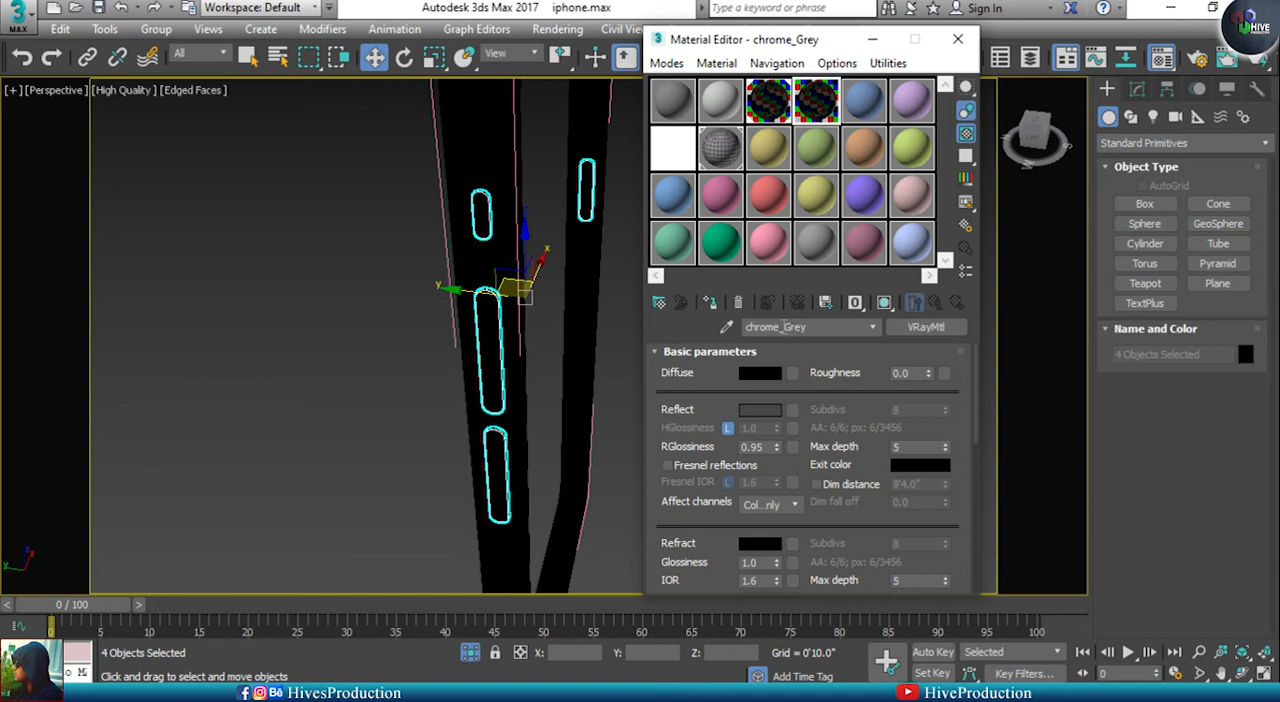 3
MAX
Workspace: Default
Autodesk 3ds Max 2017 iphone.max
Type a keyword or phrase
Sign In
HIVE
Edit Tools Group Views Create Modifiers Animation Graph Editors Rendering Civil View
All
View
[+] [Perspective] [High Quality] [Edged Faces]
Material Editor - chrome_Grey
Modes Material Navigation Options Utilities
chrome_Grey
VRayMtl
Basic parameters
Diffuse Roughness 0.0
Reflect Subdivs 8
HGlossiness L 1.0 AA: 6/6; px: 6/3456
RGlossiness 0.95 Max depth 5
Fresnel reflections Exit color
Fresnel IOR L 1.6 Dim distance 8'4.0"
Affect channels Col...nly Dim fall off 0.0
Refract Subdivs 8
Glossiness 1.0 AA: 6/6; px: 6/3456
IOR 1.6 Max depth 5
Standard Primitives
Object Type
AutoGrid
Box Cone
Sphere GeoSphere
Cylinder Tube
Torus Pyramid
Teapot Plane
TextPlus
Name and Color
4 Objects Selected
x
y
z
0 / 100
0 5 10 15 20 25 30 35 40 45 50 55 60 65 70 75 80 85 90 95 100
4 Objects Selected
X: Y: Z: Grid = 0'10.0"
Auto Key Selected
M
Click and drag to select and move objects
Add Time Tag
Set Key Key Filters... 0
HivesProduction
HiveProduction